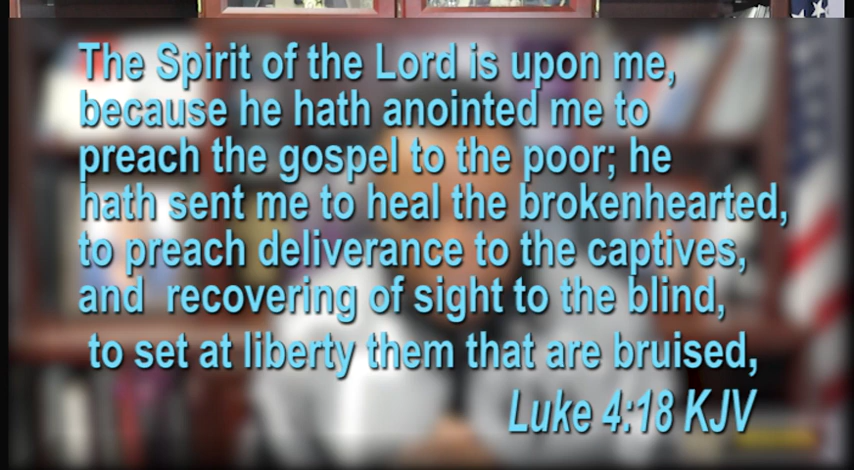 The Spirit of the Lord is upon me,
because he hath anointed me to
preach the gospel to the poor; he
hath sent me to heal the brokenhearted,
to preach deliverance to the captives,
and recovering of sight to the blind,
to set at liberty them that are bruised,
Luke 4:18 KJV